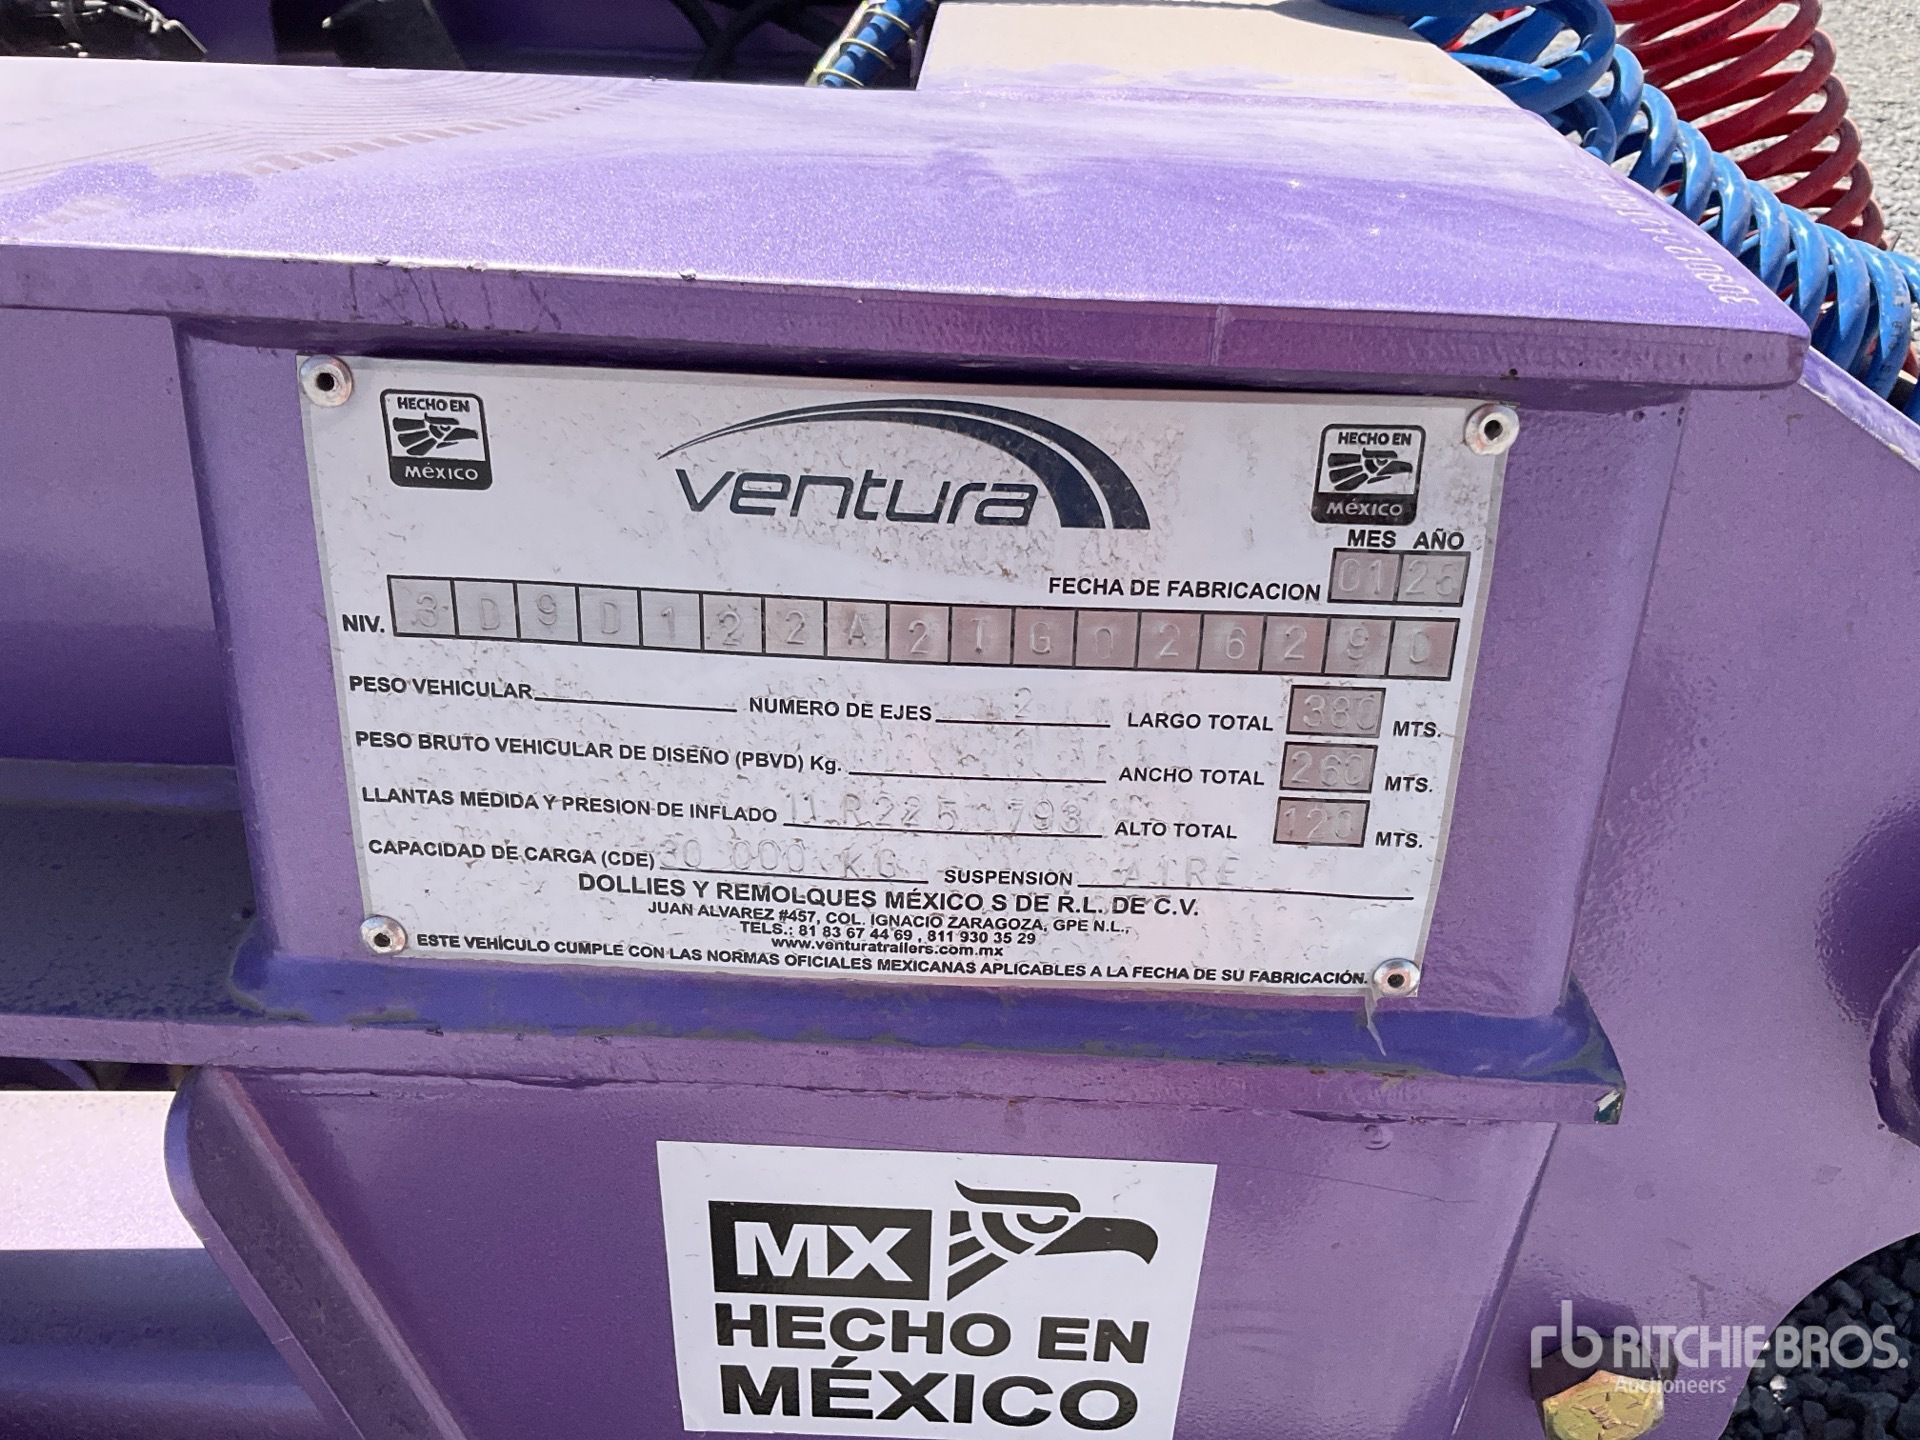 HECHO EN
MéXICO
ventura
HECHO EN
MéXICO
MES AÑO
FECHA DE FABRICACION 01 25
NIV. 3 D 9 D 1 2 2 A 2 T G 0 2 6 2 9 0
PESO VEHICULAR NUMERO DE EJES 2 LARGO TOTAL 380 MTS.
PESO BRUTO VEHICULAR DE DISEÑO (PBVD) Kg. ANCHO TOTAL 260 MTS.
LLANTAS MEDIDA Y PRESION DE INFLADO 11 R225 793 ALTO TOTAL 120 MTS.
CAPACIDAD DE CARGA (CDE) 30 000 KG SUSPENSIÓN AIRE
DOLLIES Y REMOLQUES MÉXICO S DE R.L. DE C.V.
JUAN ALVAREZ #457, COL. IGNACIO ZARAGOZA, GPE N.L.,
TELS.: 81 83 67 44 69 , 811 930 35 29
www.venturatrailers.com.mx
ESTE VEHÍCULO CUMPLE CON LAS NORMAS OFICIALES MEXICANAS APLICABLES A LA FECHA DE SU FABRICACIÓN.
MX
HECHO EN
MÉXICO
rb RITCHIE BROS.
Auctioneers